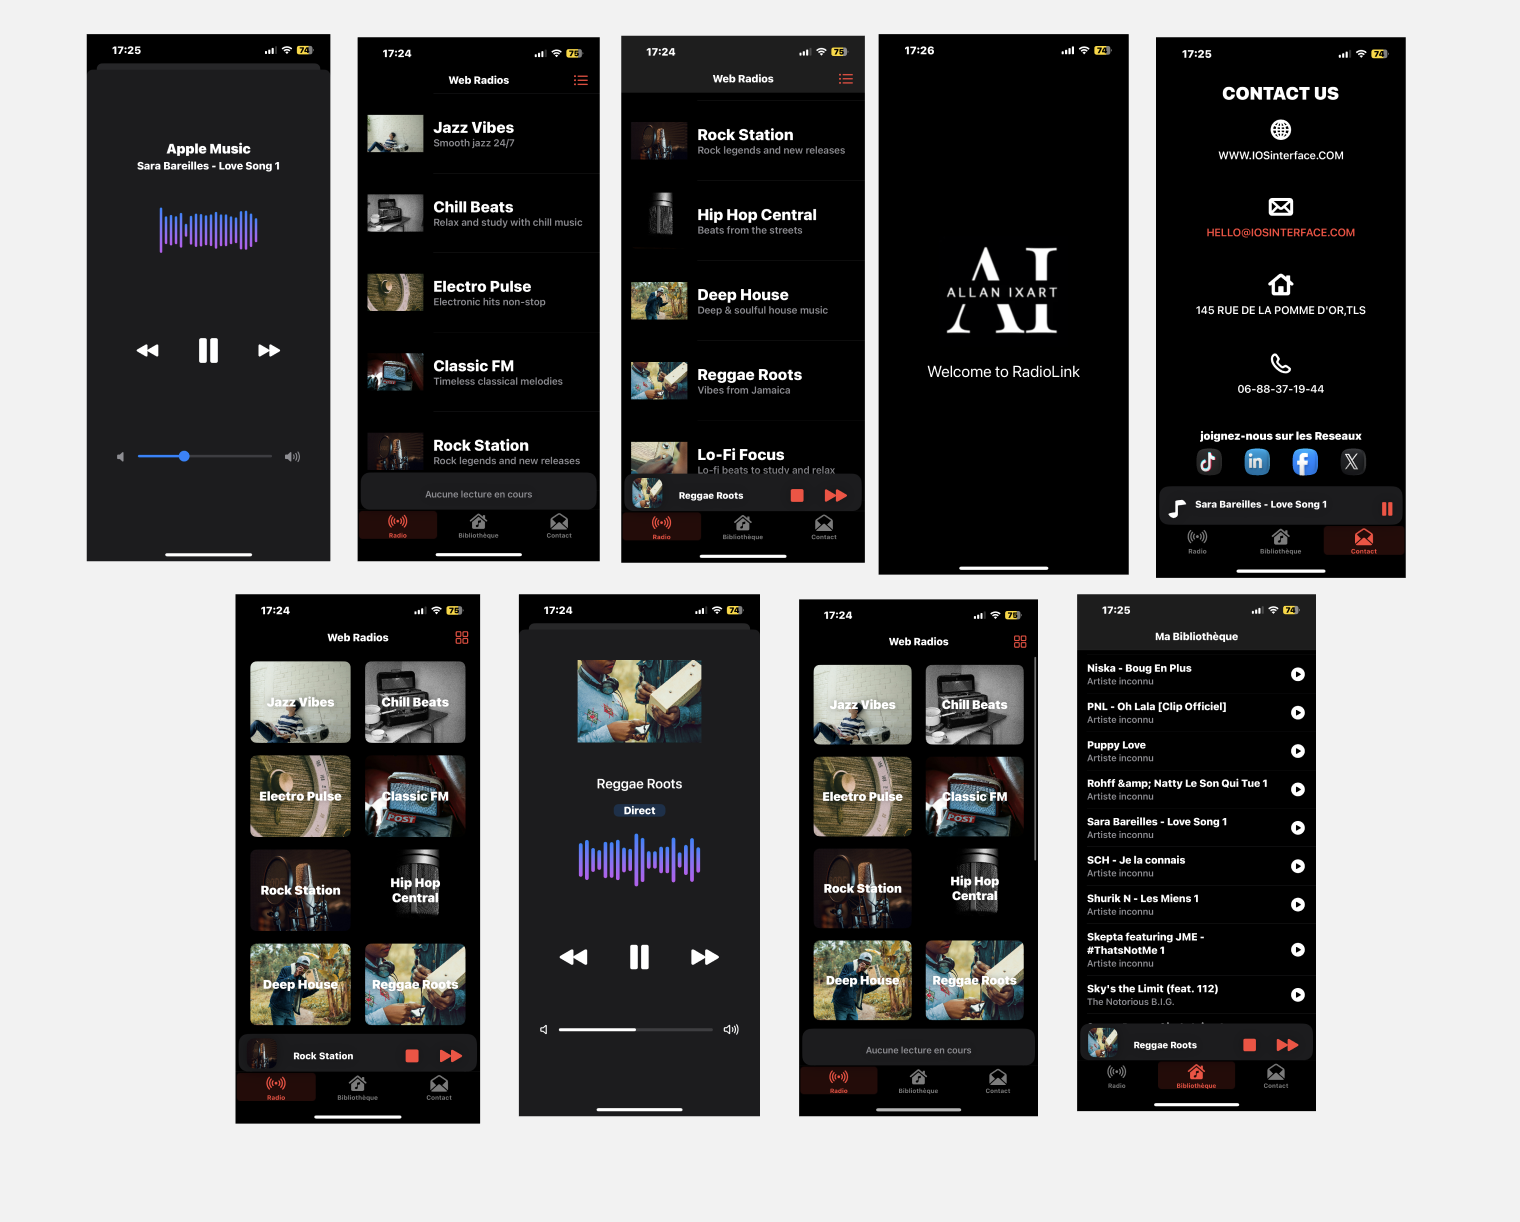 17:25
74
Apple Music
Sara Bareilles - Love Song 1
17:24
75
Web Radios
Jazz Vibes
Smooth jazz 24/7
Chill Beats
Relax and study with chill music
Electro Pulse
Electronic hits non-stop
Classic FM
Timeless classical melodies
Rock Station
Rock legends and new releases
Aucune lecture en cours
Radio
Bibliothèque
Contact
17:24
75
Web Radios
Rock Station
Rock legends and new releases
Hip Hop Central
Beats from the streets
Deep House
Deep & soulful house music
Reggae Roots
Vibes from Jamaica
Lo-Fi Focus
Lo-fi beats to study and relax
Reggae Roots
Radio
Bibliothèque
Contact
17:26
74
AI
ALLAN IXART
Welcome to RadioLink
17:25
74
CONTACT US
WWW.IOSinterface.COM
HELLO@IOSINTERFACE.COM
145 RUE DE LA POMME D'OR,TLS
06-88-37-19-44
joignez-nous sur les Reseaux
in
f
X
Sara Bareilles - Love Song 1
Radio
Bibliothèque
Contact
17:24
75
Web Radios
Jazz Vibes
Chill Beats
Electro Pulse
Classic FM
POST
Rock Station
Hip Hop
Central
Deep House
Reggae Roots
Rock Station
Radio
Bibliothèque
Contact
17:24
74
Reggae Roots
Direct
17:24
75
Web Radios
Jazz Vibes
Chill Beats
Electro Pulse
Classic FM
POST
Rock Station
Hip Hop
Central
Deep House
Reggae Roots
Aucune lecture en cours
Radio
Bibliothèque
Contact
17:25
74
Ma Bibliothèque
Niska - Boug En Plus
Artiste inconnu
PNL - Oh Lala [Clip Officiel]
Artiste inconnu
Puppy Love
Artiste inconnu
Rohff &amp; Natty Le Son Qui Tue 1
Artiste inconnu
Sara Bareilles - Love Song 1
Artiste inconnu
SCH - Je la connais
Artiste inconnu
Shurik N - Les Miens 1
Artiste inconnu
Skepta featuring JME -
#ThatsNotMe 1
Artiste inconnu
Sky's the Limit (feat. 112)
The Notorious B.I.G.
Reggae Roots
Radio
Bibliothèque
Contact